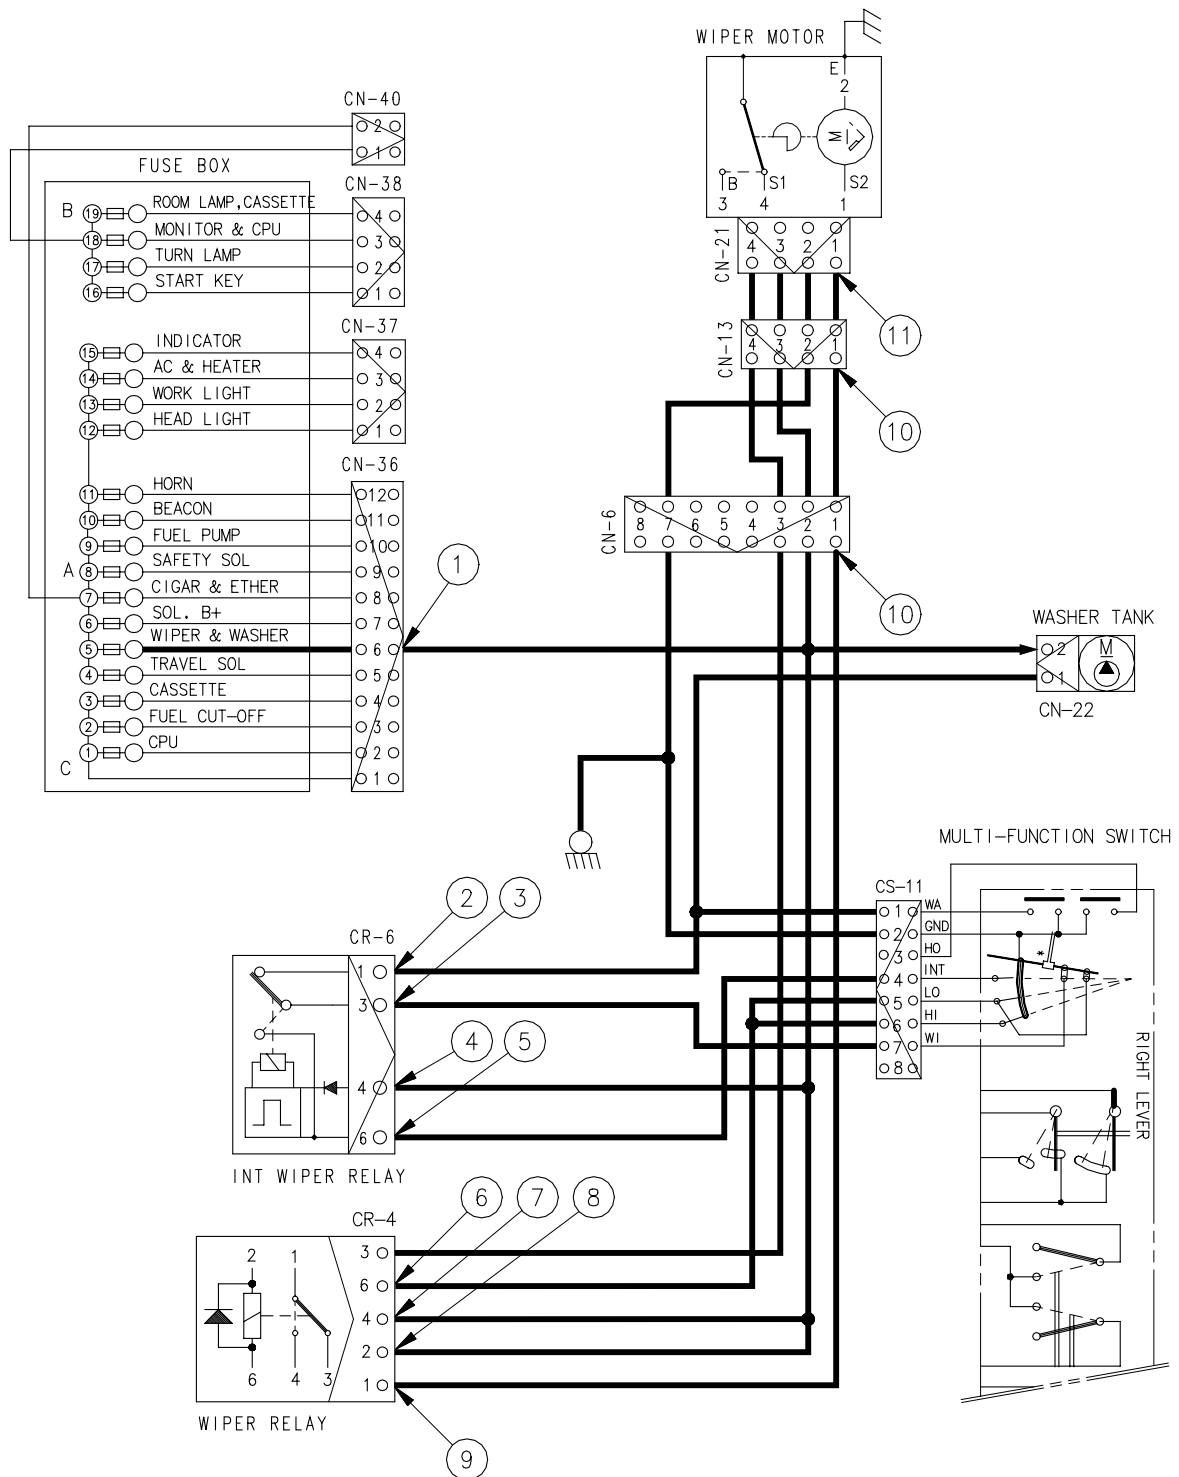 WIPER MOTOR
E
2
M
B
S1
S2
3
4
1
CN-21
4 3 2 1
CN-13
4 3 2 1
11
10
CN-6
8 7 6 5 4 3 2 1
10
CN-40
2
1
FUSE BOX
CN-38
B
19 ROOM LAMP,CASSETTE 4
18 MONITOR & CPU 3
17 TURN LAMP 2
16 START KEY 1
CN-37
15 INDICATOR 4
14 AC & HEATER 3
13 WORK LIGHT 2
12 HEAD LIGHT 1
CN-36
11 HORN 12
10 BEACON 11
9 FUEL PUMP 10
A
8 SAFETY SOL 9
7 CIGAR & ETHER 8
6 SOL. B+ 7
5 WIPER & WASHER 6
4 TRAVEL SOL 5
3 CASSETTE 4
2 FUEL CUT-OFF 3
1 CPU 2
C
1
1
WASHER TANK
2
M
1
CN-22
MULTI-FUNCTION SWITCH
CS-11
1 WA
2 GND
3 HO
4 INT
5 LO
6 HI
7 WI
8
*
RIGHT LEVER
2
3
CR-6
1
3
4
5
4
6
INT WIPER RELAY
6
7
8
CR-4
3
2
1
6
4
2
6
4
3
1
WIPER RELAY
9